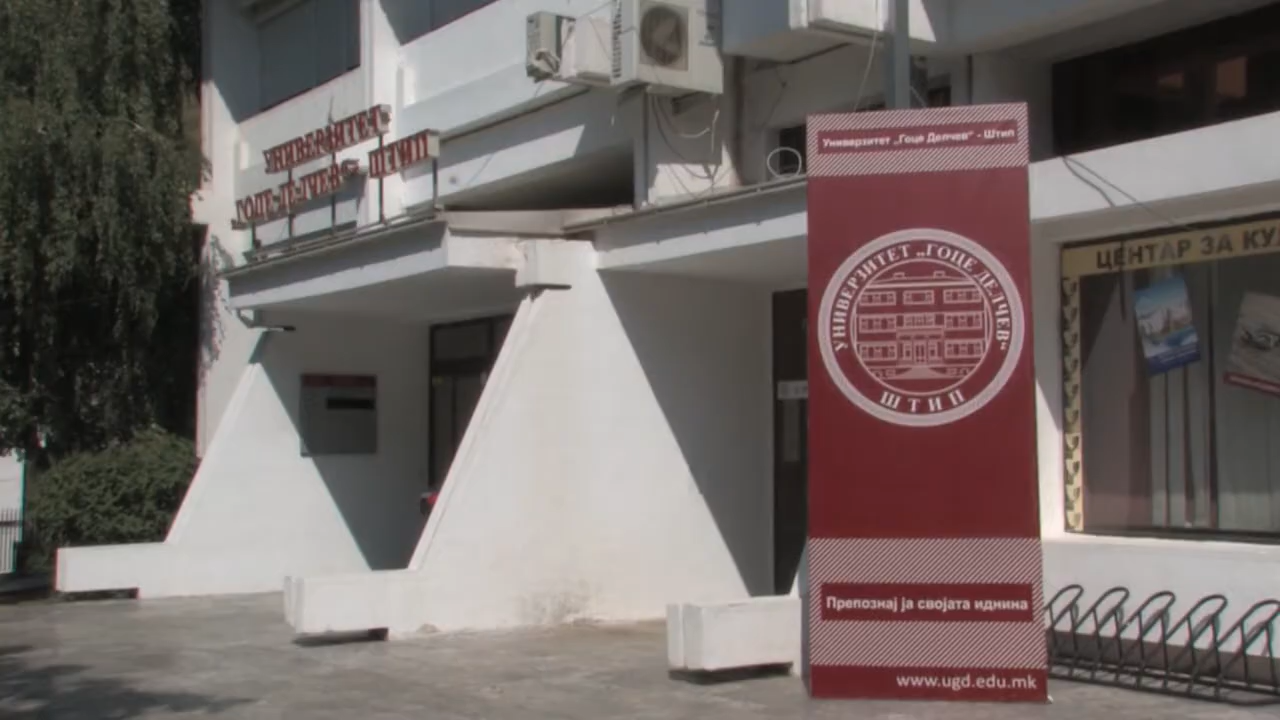 УНИВЕРЗИТЕТ
ГОЦЕ ДЕЛЧЕВ - ШТИП
Универзитет „Гоце Делчев“ - Штип
УНИВЕРЗИТЕТ „ГОЦЕ ДЕЛЧЕВ“
ШТИП
ЦЕНТАР ЗА КУ
Препознај ја својата иднина
www.ugd.edu.mk